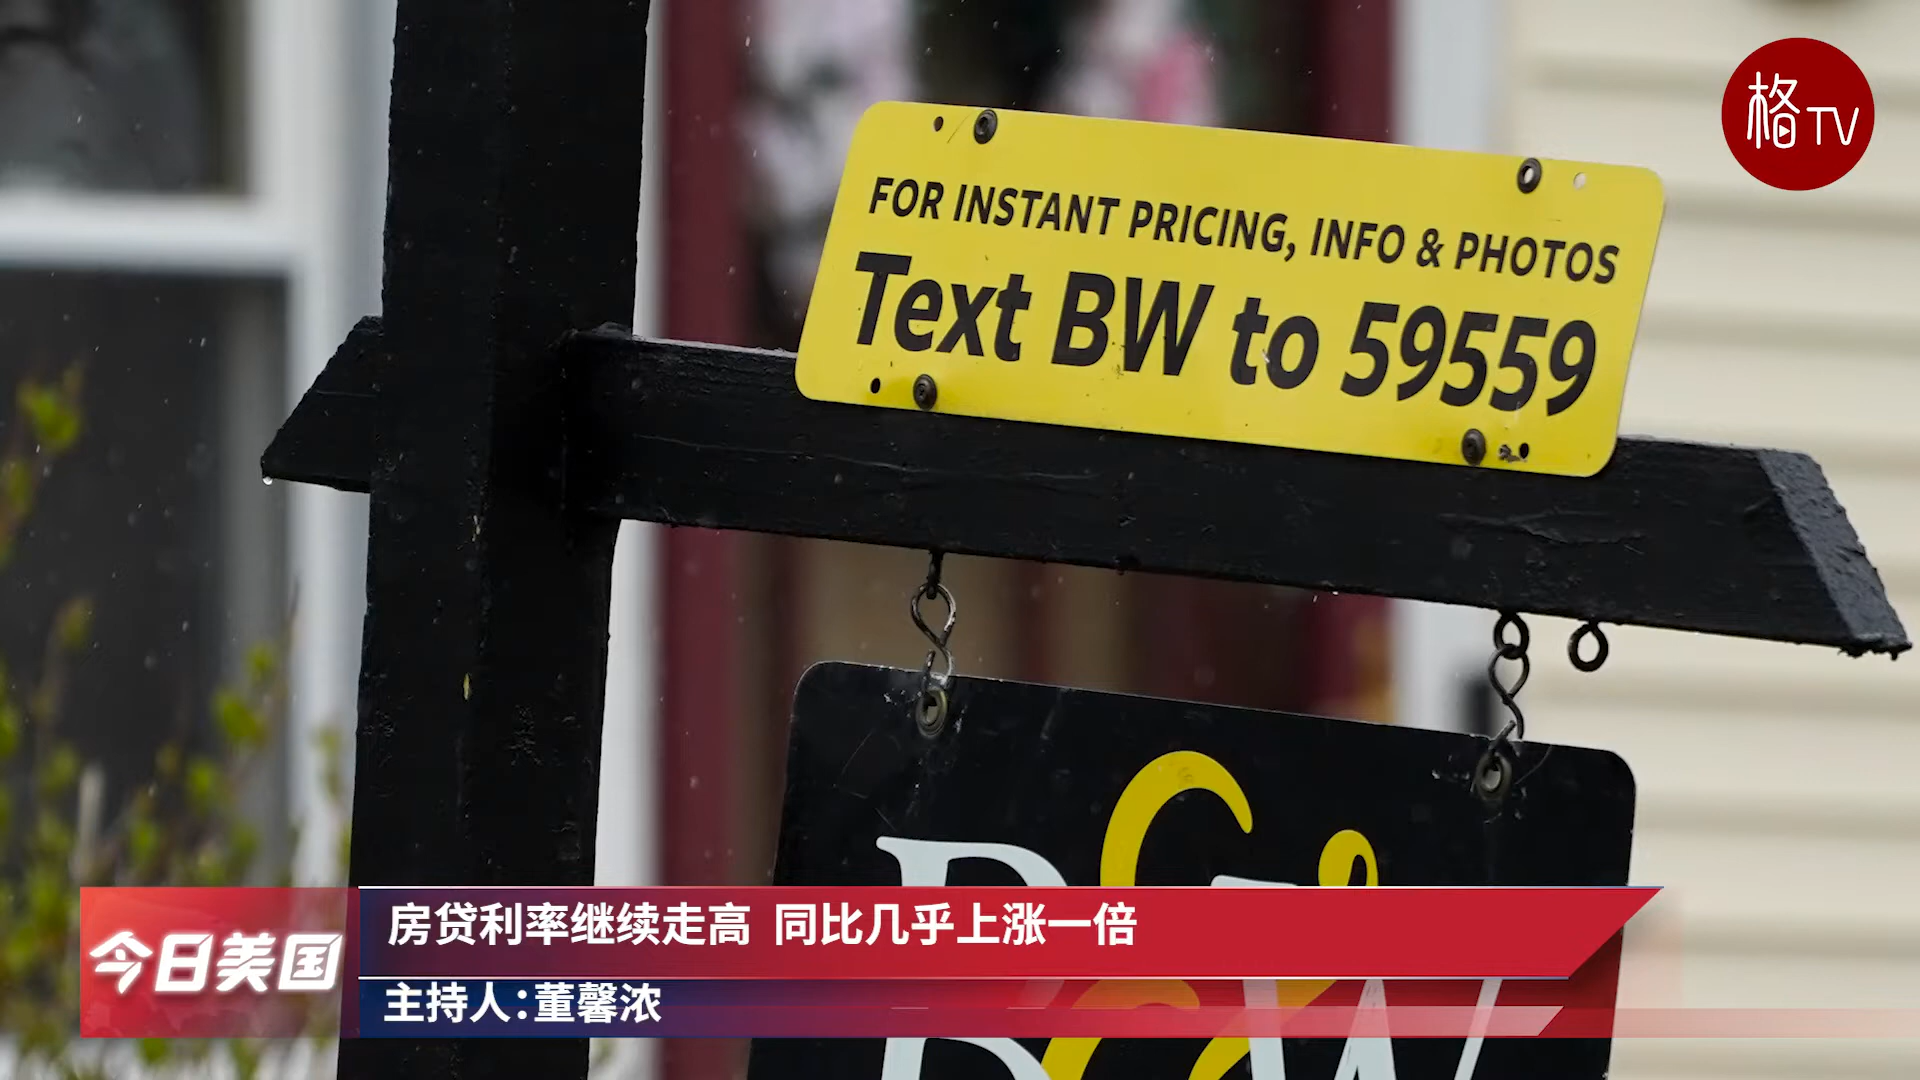 格TV
FOR INSTANT PRICING, INFO & PHOTOS
Text BW to 59559
今日美国
房贷利率继续走高 同比几乎上涨一倍
主持人:董馨浓